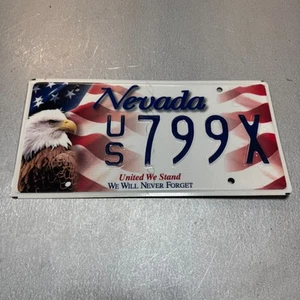 Nevada
US 799X
United We Stand
WE WILL NEVER FORGET